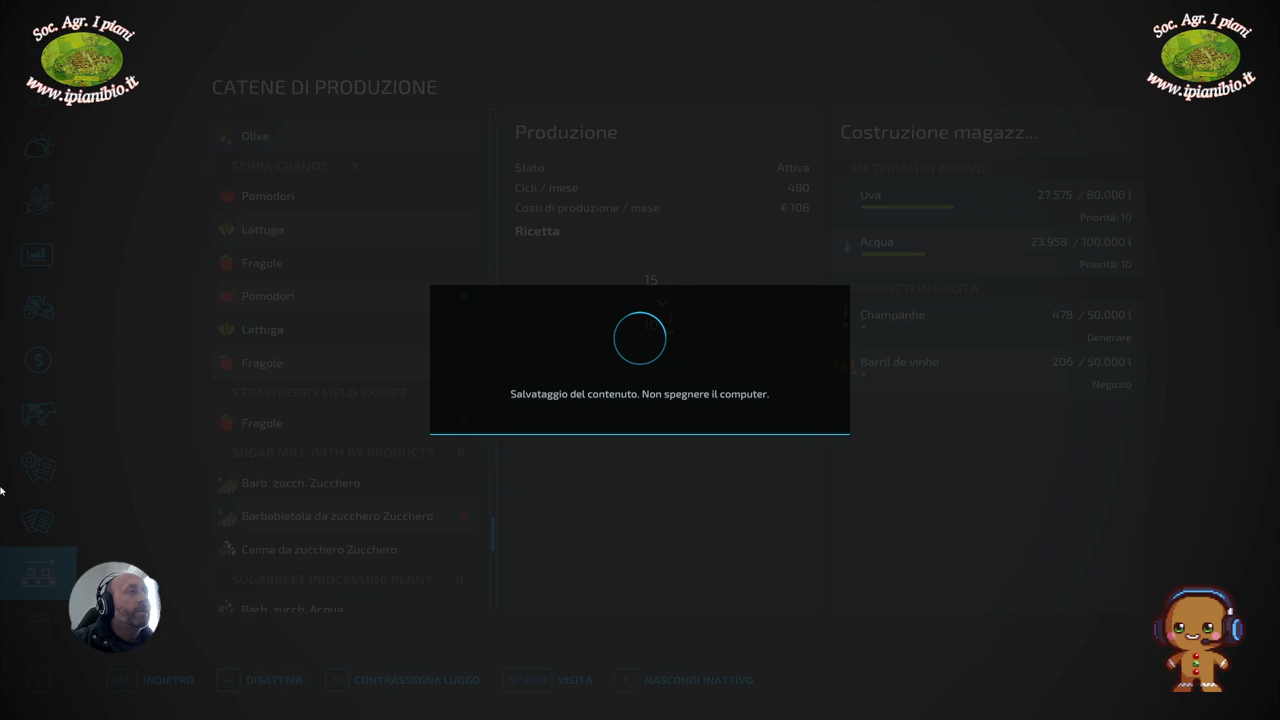 Soc. Agr. I piani
www.ipianibio.it
Soc. Agr. I piani
www.ipianibio.it
CATENE DI PRODUZIONE
Olive
SERRA GRANDE - Y
Pomodori
Lattuga
Fragole
Pomodori
Lattuga
Fragole
STRAWBERRY FIELD 5X90FT
Fragole
SUGAR MILL WITH BY PRODUCTS
Barb. zucch. Zucchero
Barbabietola da zucchero Zucchero
Canna da zucchero Zucchero
SUGARBEET PROCESSING PLANT
Barb. zucch. Acqua
Produzione
Stato Attiva
Cicli / mese 480
Costi di produzione / mese € 108
Ricetta
15
10
Costruzione magazz...
MATERIALI IN ARRIVO
Uva 27.575 / 80.000 l
Priorità: 10
Acqua 23.958 / 100.000 l
Priorità: 10
PRODOTTI IN USCITA
Champanhe 478 / 50.000 l
Generare
Barril de vinho 206 / 50.000 l
Negozio
Salvataggio del contenuto. Non spegnere il computer.
ESC INDIETRO DISATTIVA CONTRASSEGNA LUOGO SPAZIO VISITA C NASCONDI INATTIVO